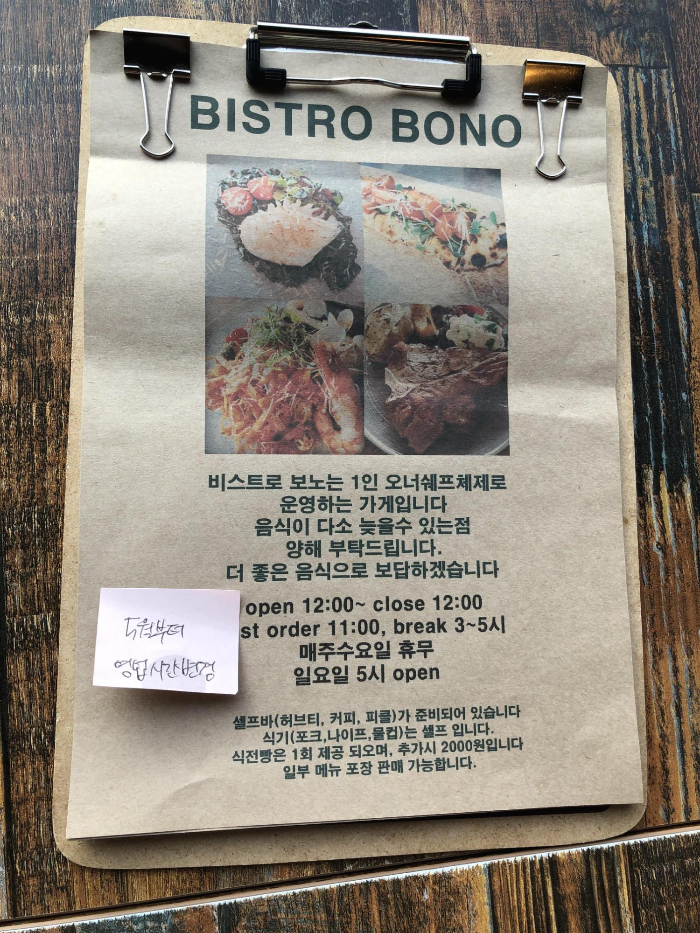 BISTRO BONO
비스트로 보노는 1인 오너쉐프체제로
운영하는 가게입니다
음식이 다소 늦을수 있는점
양해 부탁드립니다.
더 좋은 음식으로 보답하겠습니다
open 12:00~ close 12:00
st order 11:00, break 3~5시
매주수요일 휴무
일요일 5시 open
5월부터
영업시간변경
셀프바(허브티, 커피, 피클)가 준비되어 있습니다
식기(포크,나이프,물컵)는 셀프 입니다.
식전빵은 1회 제공 되오며, 추가시 2000원입니다
일부 메뉴 포장 판매 가능합니다.